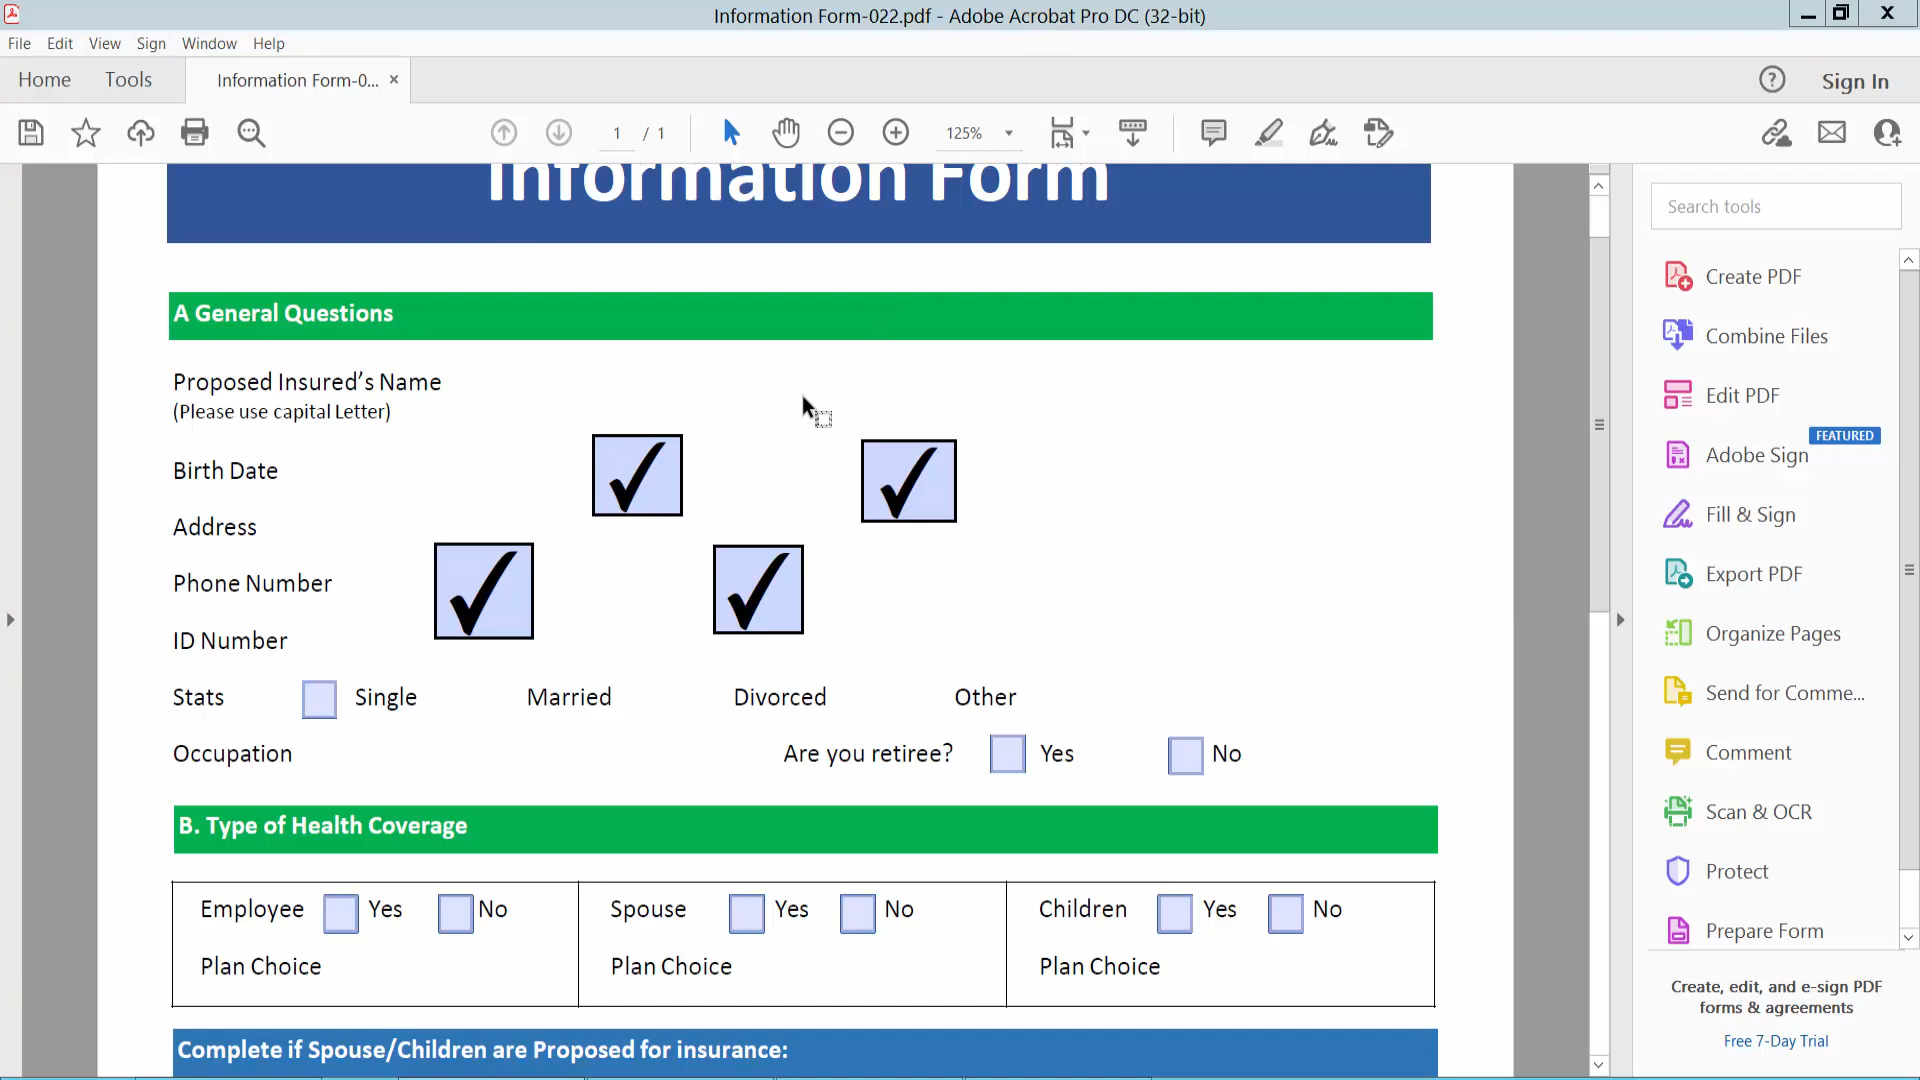 Information Form-022.pdf - Adobe Acrobat Pro DC (32-bit)
File Edit View Sign Window Help
Home Tools Information Form-0... × Sign In
1 / 1 125%
Information Form
A General Questions
Proposed Insured's Name
(Please use capital Letter)
Birth Date
Address
Phone Number
ID Number
Stats Single Married Divorced Other
Occupation Are you retiree? Yes No
B. Type of Health Coverage
Employee Yes No Spouse Yes No Children Yes No
Plan Choice Plan Choice Plan Choice
Complete if Spouse/Children are Proposed for insurance:
Search tools
Create PDF
Combine Files
Edit PDF
FEATURED
Adobe Sign
Fill & Sign
Export PDF
Organize Pages
Send for Comme...
Comment
Scan & OCR
Protect
Prepare Form
Create, edit, and e-sign PDF
forms & agreements
Free 7-Day Trial